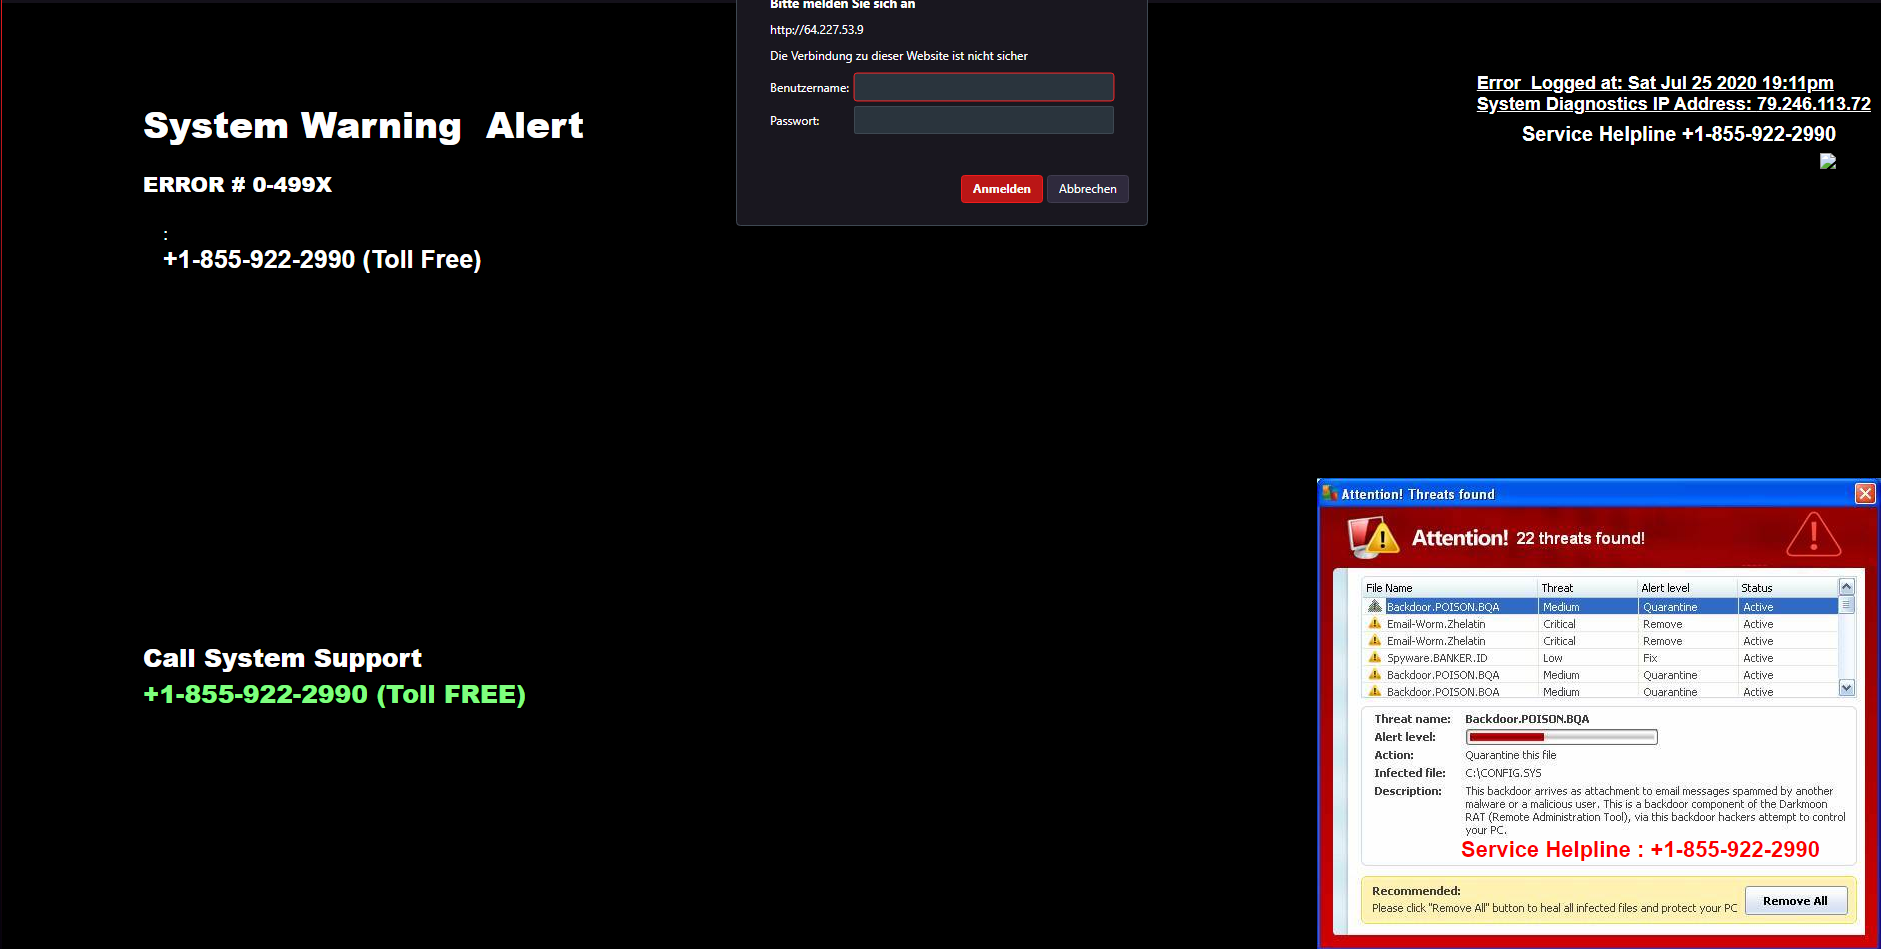 Bitte melden Sie sich an
http://64.227.53.9
Die Verbindung zu dieser Website ist nicht sicher
Benutzername:
Passwort:
Anmelden Abbrechen
System Warning Alert
ERROR # 0-499X
:
+1-855-922-2990 (Toll Free)
Error Logged at: Sat Jul 25 2020 19:11pm
System Diagnostics IP Address: 79.246.113.72
Service Helpline +1-855-922-2990
Call System Support
+1-855-922-2990 (Toll FREE)
Attention! Threats found
Attention! 22 threats found!
File Name Threat Alert level Status
Backdoor.POISON.BQA Medium Quarantine Active
Email-Worm.Zhelatin Critical Remove Active
Email-Worm.Zhelatin Critical Remove Active
Spyware.BANKER.ID Low Fix Active
Backdoor.POISON.BQA Medium Quarantine Active
Backdoor.POISON.BQA Medium Quarantine Active
Threat name: Backdoor.POISON.BQA
Alert level:
Action: Quarantine this file
Infected file: C:\CONFIG.SYS
Description: This backdoor arrives as attachment to email messages spammed by another
malware or a malicious user. This is a backdoor component of the Darkmoon
RAT (Remote Administration Tool), via this backdoor hackers attempt to control
your PC.
Service Helpline : +1-855-922-2990
Recommended:
Please click "Remove All" button to heal all infected files and protect your PC
Remove All